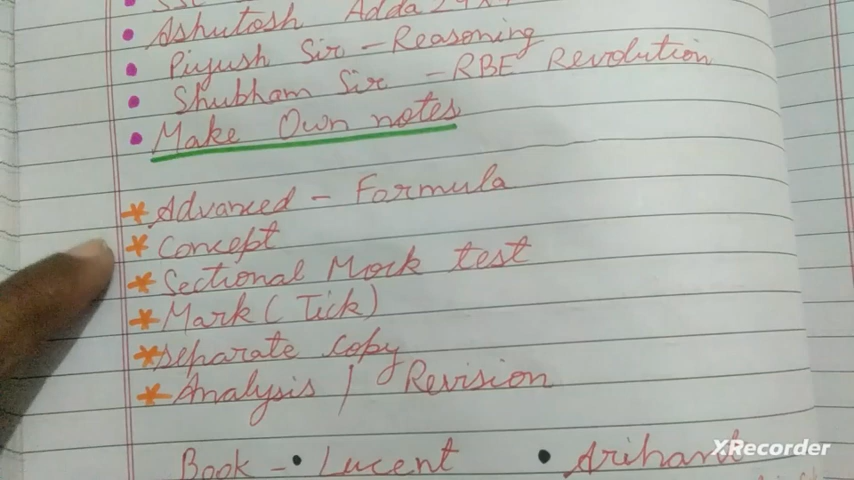 • Ashutosh Adda 247
• Piyush Sir - Reasoning
• Shubham Sir - RBE Revolution
• Make Own notes
* Advanced - Formula
* Concept
* Sectional Mock test
* Mark ( Tick )
* Separate copy
* Analysis / Revision
Book - • Lucent • Arihant
XRecorder